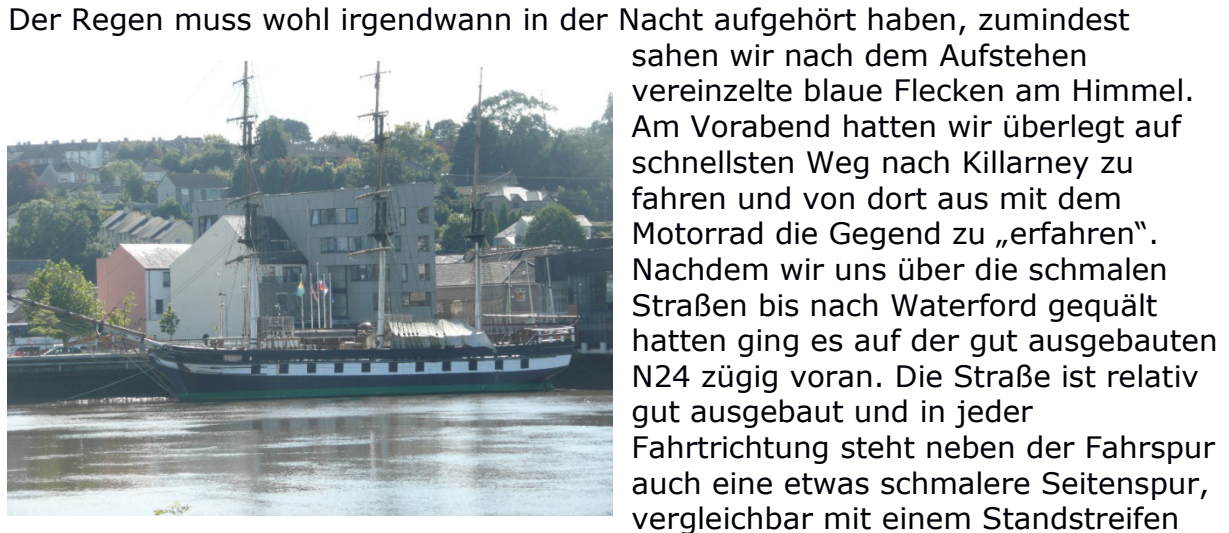 Der Regen muss wohl irgendwann in der Nacht aufgehört haben, zumindest
sahen wir nach dem Aufstehen
vereinzelte blaue Flecken am Himmel.
Am Vorabend hatten wir überlegt auf
schnellsten Weg nach Killarney zu
fahren und von dort aus mit dem
Motorrad die Gegend zu „erfahren“.
Nachdem wir uns über die schmalen
Straßen bis nach Waterford gequält
hatten ging es auf der gut ausgebauten
N24 zügig voran. Die Straße ist relativ
gut ausgebaut und in jeder
Fahrtrichtung steht neben der Fahrspur
auch eine etwas schmalere Seitenspur,
vergleichbar mit einem Standstreifen